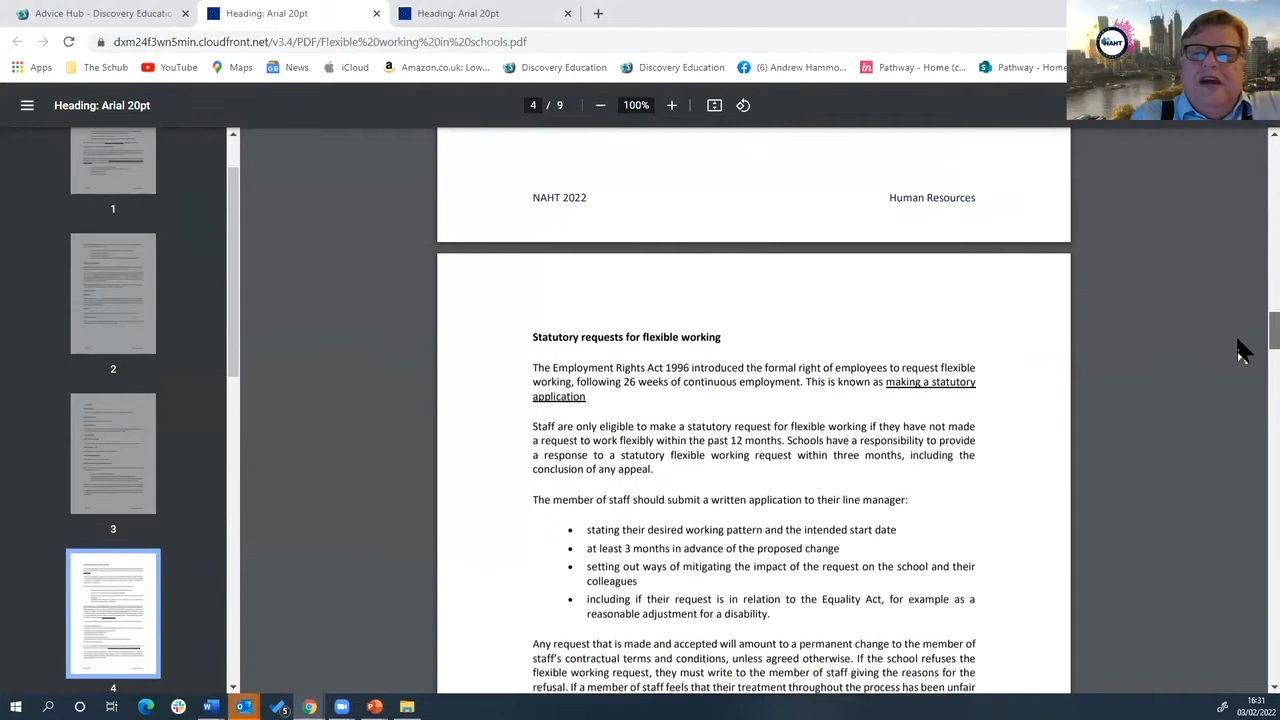 Advice Hub - Discovery Educati
Heading: Arial 20pt
Heading: Arial 20pt
dxm24f3wn5min.cloudfront.net/v3.4/PDF/Flexible%20working%20in%20schools.pdf
Apps
The School
YouTube
Maps
News
iCloud
Amazon.co.uk: Low...
Discovery Education
Discovery Education
(6) Andrew Hammo...
Pathway - Home (c...
Pathway - Home (
NAHT
Heading: Arial 20pt
4 / 9
100%
1
2
3
4
NAHT 2022
Human Resources
Statutory requests for flexible working
The Employment Rights Act 1996 introduced the formal right of employees to request flexible
working, following 26 weeks of continuous employment. This is known as making a statutory
application
Staff are only eligible to make a statutory request for flexible working if they have not made
a request to work flexibly within the past 12 months. Schools have a responsibility to provide
a response to a statutory flexible working request within three months, including the
conclusion of any appeal.
The member of staff should submit a written application to their line manager:
• stating their desired working pattern and the intended start date
• at least 3 months in advance of the proposed change
• setting out ways of mitigating the impact of the request on the school and their
colleagues
• including if their request is in relation to the Equality Act, for example as a
reasonable adjustment for a disability.
Any request that is made and accepted will amount to a permanent change to the member of
staff's contractual terms and conditions, unless agreed otherwise. If the school refuses the
flexible working request, they must write to the member of staff giving the reasons for the
refusal. If a member of staff feels that their treatment throughout the process has been unfair
16:31
03/02/2022